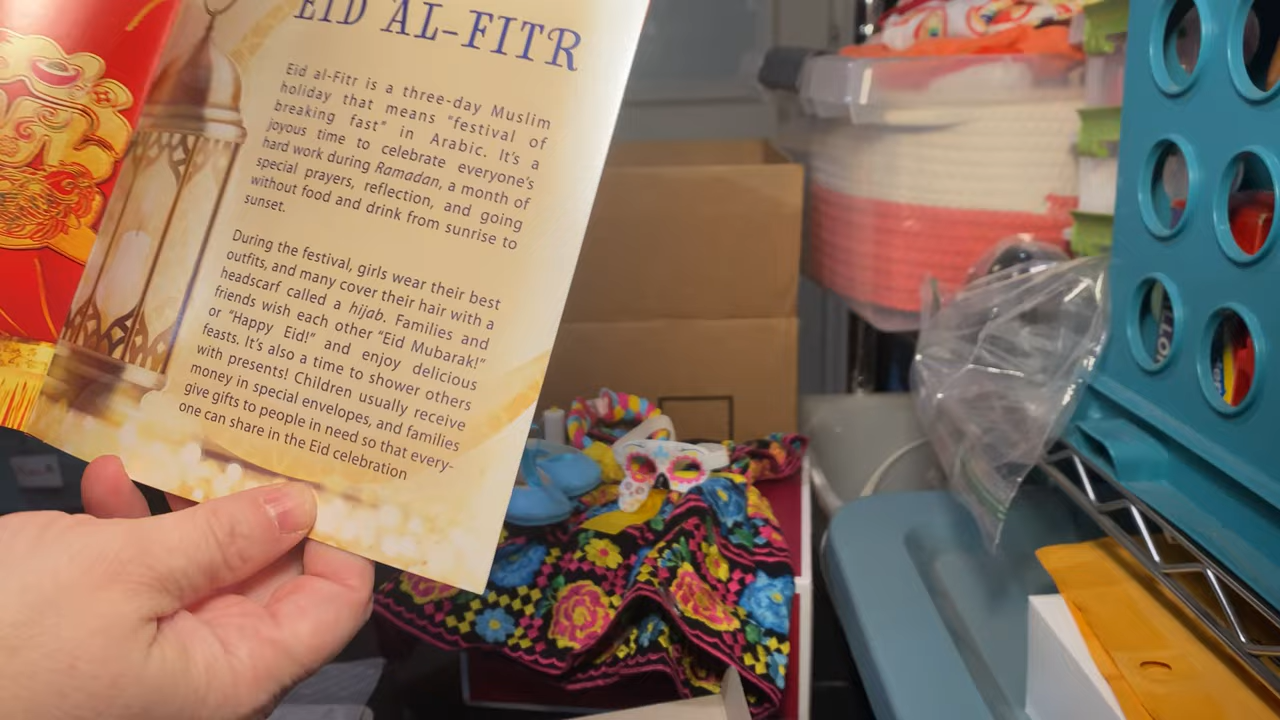 EID AL-FITR
Eid al-Fitr is a three-day Muslim
holiday that means "festival of
breaking fast" in Arabic. It's a
joyous time to celebrate everyone's
hard work during Ramadan, a month of
special prayers, reflection, and going
without food and drink from sunrise to
sunset.
During the festival, girls wear their best
outfits, and many cover their hair with a
headscarf called a hijab. Families and
friends wish each other "Eid Mubarak!"
or "Happy Eid!" and enjoy delicious
feasts. It's also a time to shower others
with presents! Children usually receive
money in special envelopes, and families
give gifts to people in need so that every-
one can share in the Eid celebration